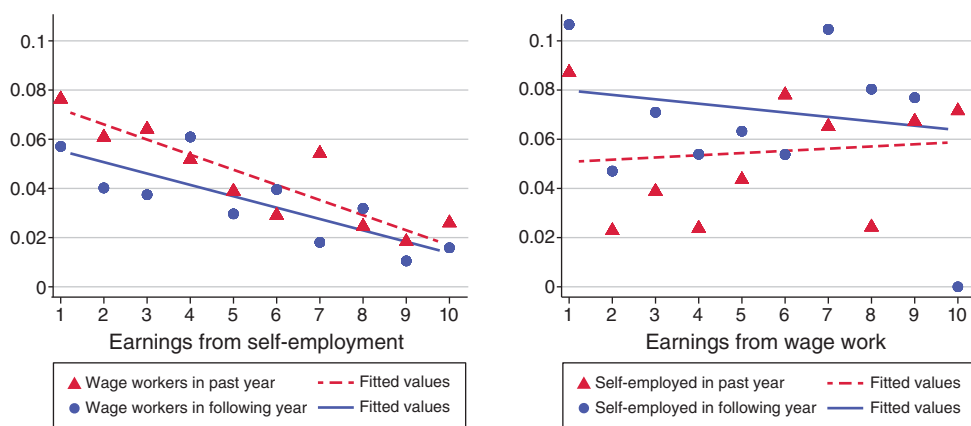 0.1
0.08
0.06
0.04
0.02
0
1 2 3 4 5 6 7 8 9 10
Earnings from self-employment
Wage workers in past year Fitted values
Wage workers in following year Fitted values
0.1
0.08
0.06
0.04
0.02
0
1 2 3 4 5 6 7 8 9 10
Earnings from wage work
Self-employed in past year Fitted values
Self-employed in following year Fitted values